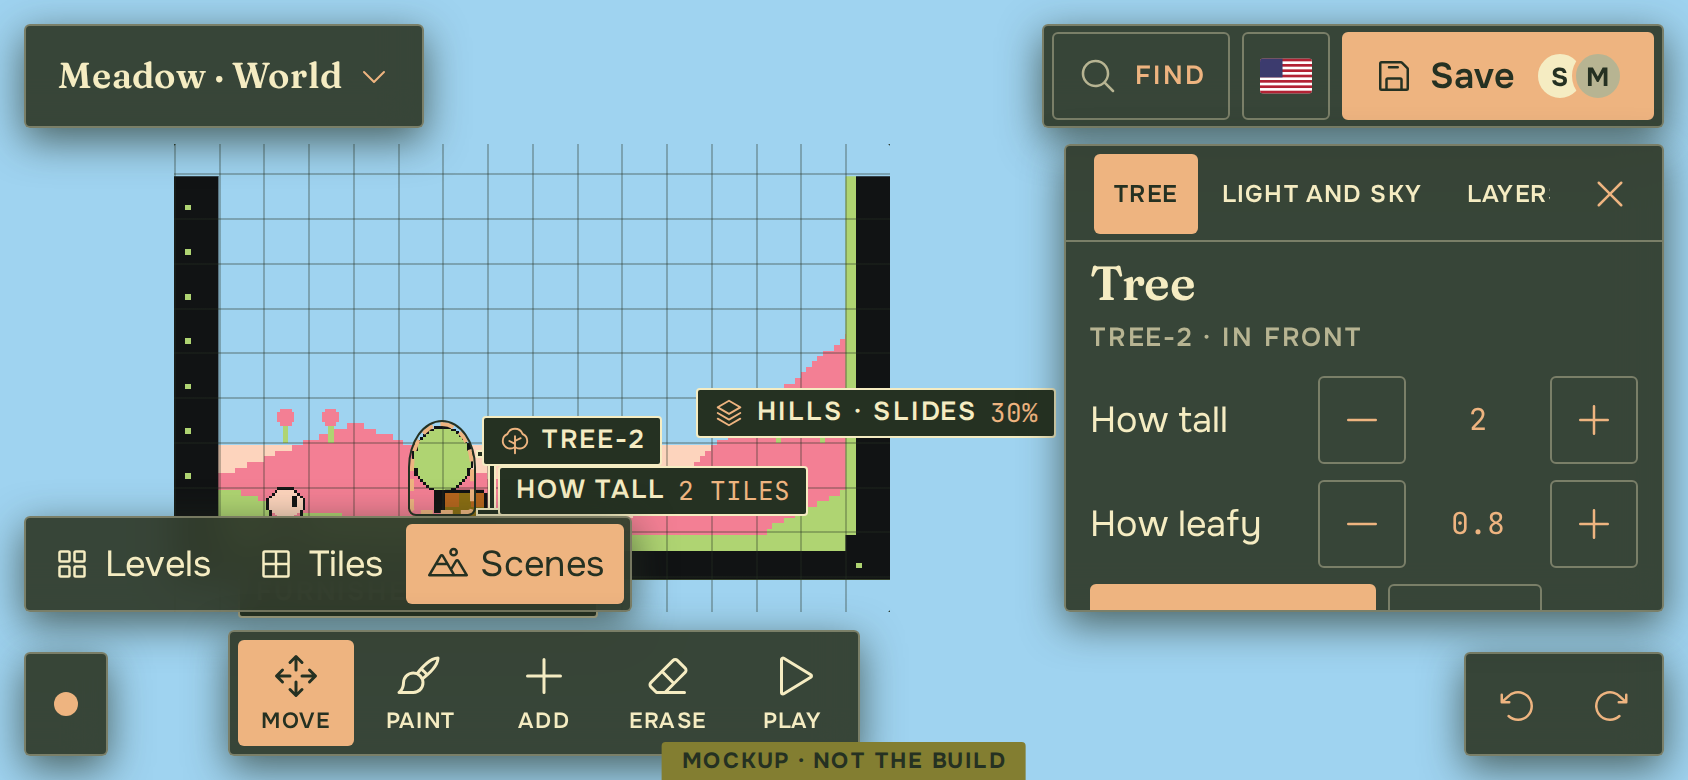 Meadow · World
FIND
Save
S
M
TREE
LIGHT AND SKY
LAYER
Tree
TREE-2 · IN FRONT
How tall
2
How leafy
0.8
HILLS · SLIDES 30%
TREE-2
HOW TALL 2 TILES
Levels
Tiles
Scenes
MOVE
PAINT
ADD
ERASE
PLAY
MOCKUP · NOT THE BUILD